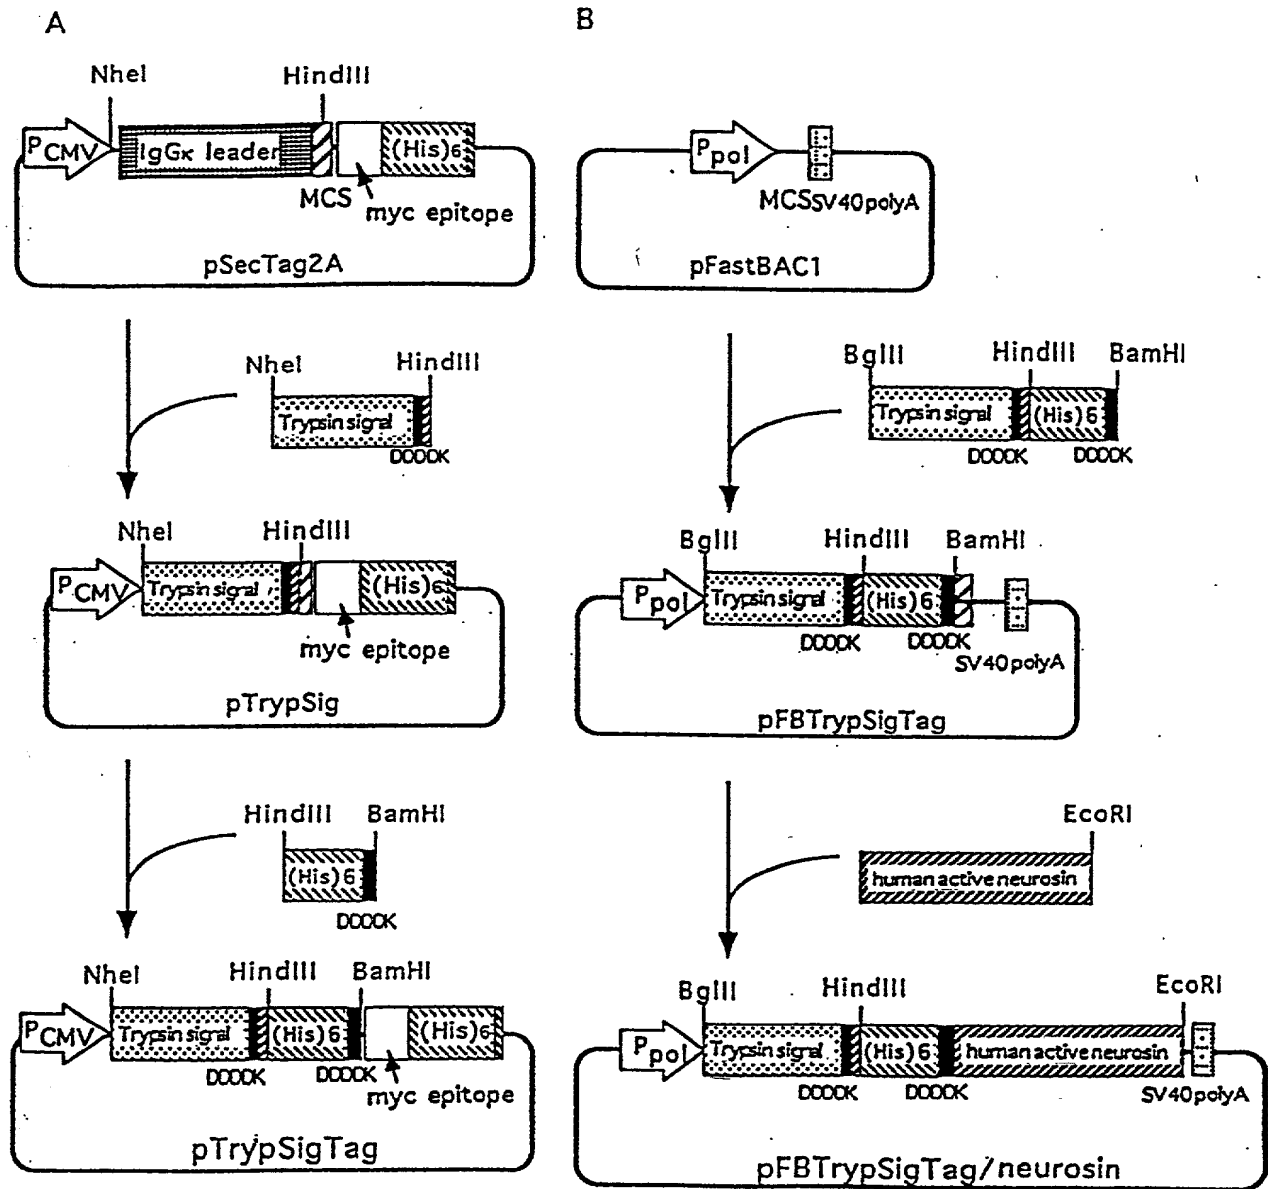 A
NheI HindIII
PCMV IgGκ leader (His)6
MCS myc epitope
pSecTag2A
NheI HindIII
Trypsin signal
DDDDK
NheI HindIII
PCMV Trypsin signal (His)6
myc epitope
pTrypSig
HindIII BamHI
(His)6
DDDDK
NheI HindIII BamHI
PCMV Trypsin signal (His)6 (His)6
DDDDK DDDDK
myc epitope
pTrypSigTag
B
Ppol
MCS SV40polyA
pFastBAC1
BglII HindIII BamHI
Trypsin signal (His)6
DDDDK DDDDK
BglII HindIII BamHI
Ppol Trypsin signal (His)6
DDDDK DDDDK
SV40polyA
pFBTrypSigTag
EcoRI
human active neurosin
BglII HindIII EcoRI
Ppol Trypsin signal (His)6 human active neurosin
DDDDK DDDDK SV40polyA
pFBTrypSigTag/neurosin